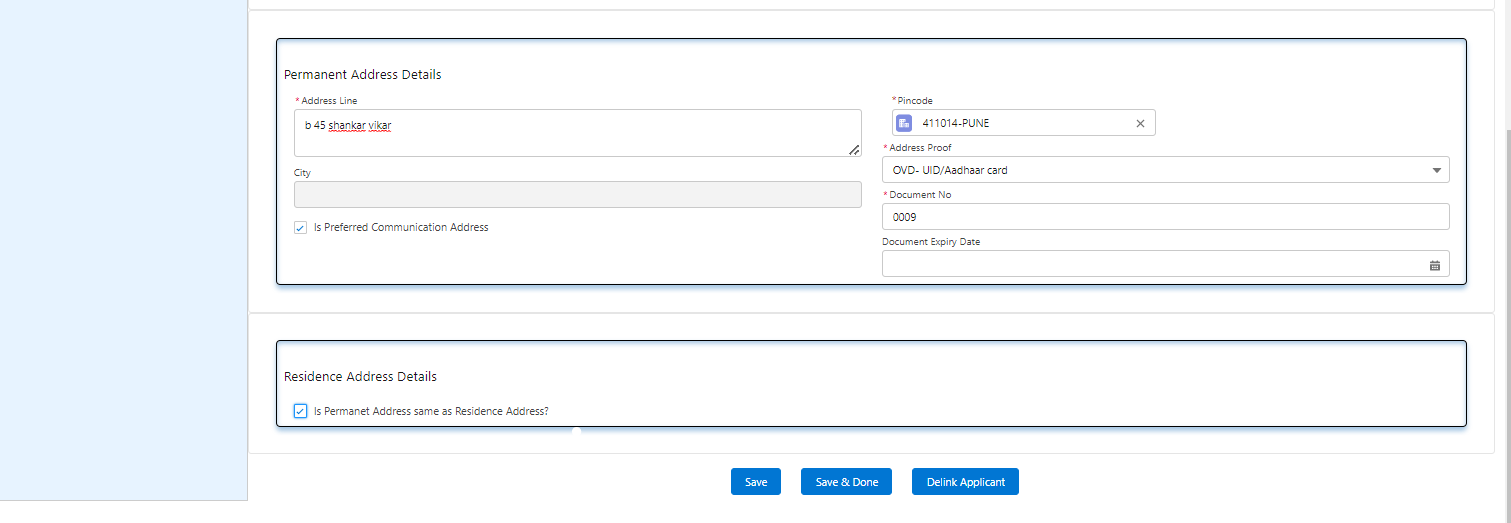 Permanent Address Details
* Address Line
b 45 shankar vikar
City
Is Preferred Communication Address
* Pincode
411014-PUNE
* Address Proof
OVD- UID/Aadhaar card
* Document No
0009
Document Expiry Date
Residence Address Details
Is Permanet Address same as Residence Address?
Save
Save & Done
Delink Applicant